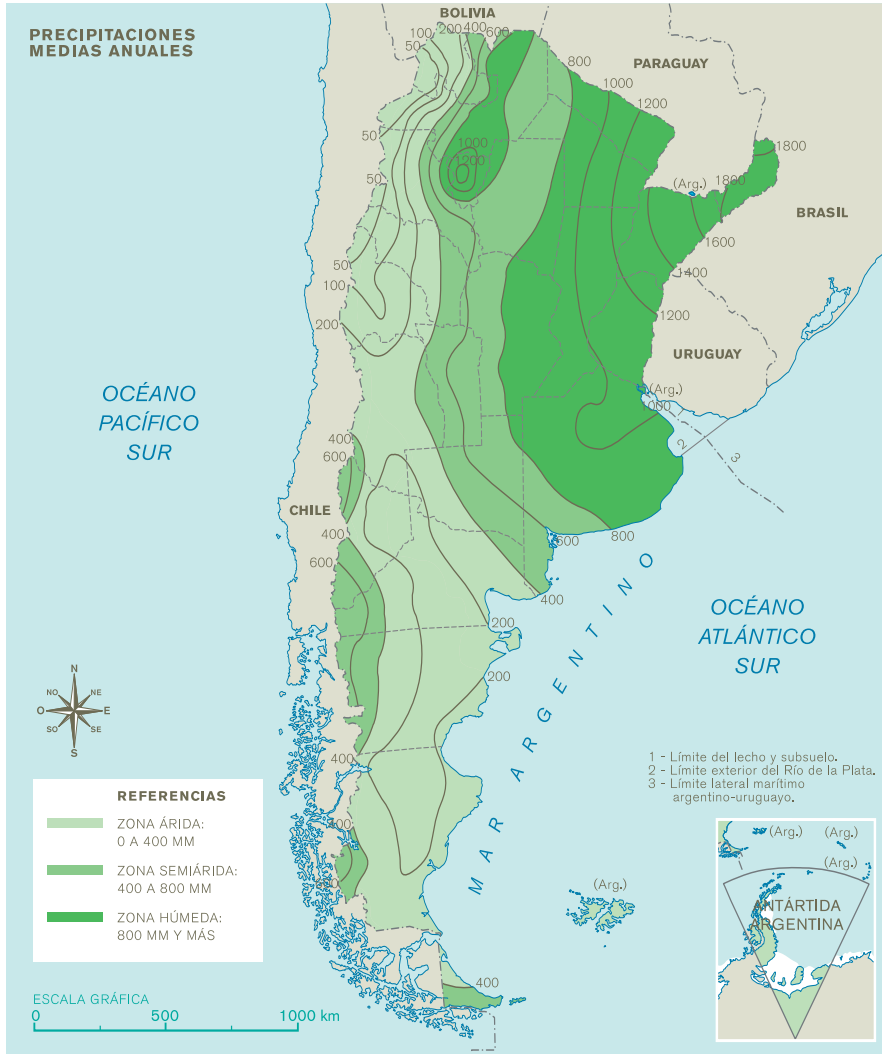 PRECIPITACIONES
MEDIAS ANUALES
BOLIVIA
100
200
400
600
50
800
PARAGUAY
1000
1200
50
1000
1200
1800
(Arg.)
1800
50
BRASIL
1600
50
1400
100
1200
200
URUGUAY
OCÉANO
PACÍFICO
SUR
(Arg.)
1000
2
3
400
600
CHILE
400
600
600
800
400
MAR ARGENTINO
OCÉANO
ATLÁNTICO
SUR
200
200
N
NO
NE
O
E
SO
SE
S
400
1 - Límite del lecho y subsuelo.
2 - Límite exterior del Río de la Plata.
3 - Límite lateral marítimo
argentino-uruguayo.
REFERENCIAS
ZONA ÁRIDA:
0 A 400 MM
ZONA SEMIÁRIDA:
400 A 800 MM
ZONA HÚMEDA:
800 MM Y MÁS
(Arg.)
(Arg.)
(Arg.)
(Arg.)
ANTÁRTIDA
ARGENTINA
400
ESCALA GRÁFICA
0
500
1000 km